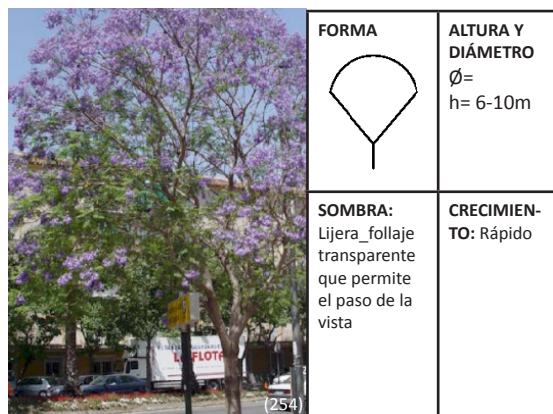 FORMA
ALTURA Y
DIÁMETRO
Ø=
h= 6-10m
SOMBRA:
Lijera_follaje
transparente
que permite
el paso de la
vista
CRECIMIEN-
TO: Rápido
(254)